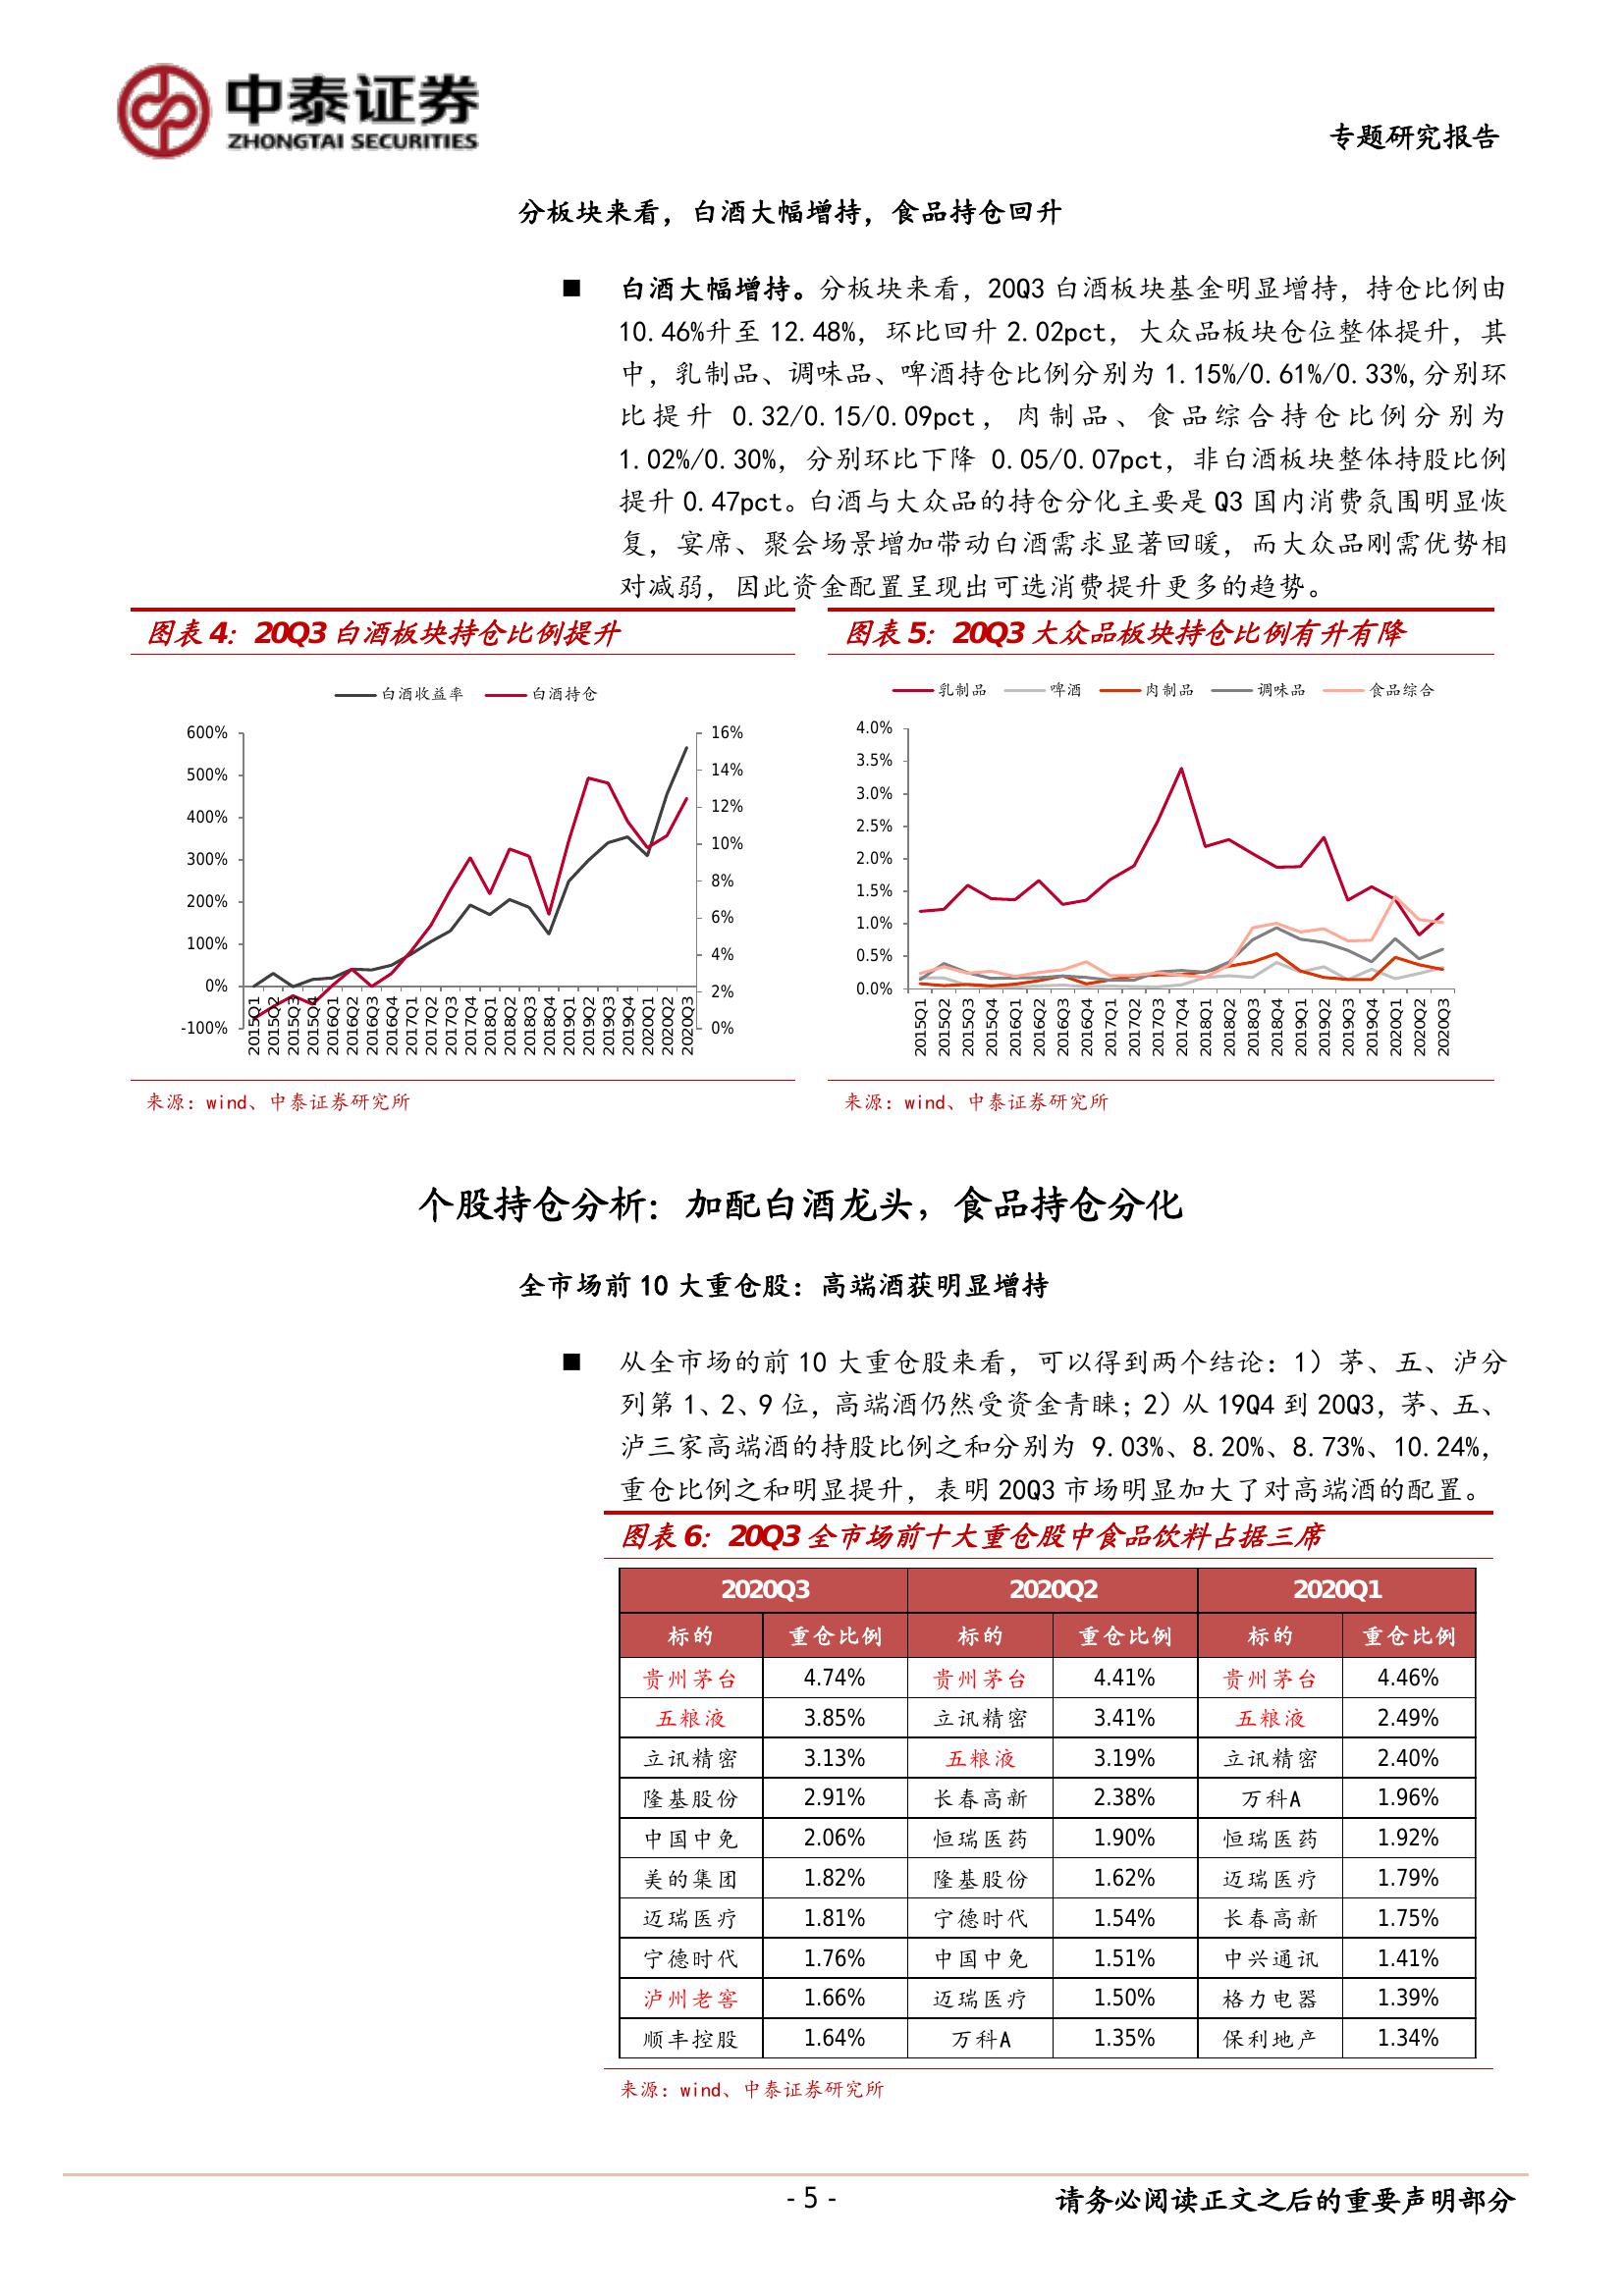 中泰证券
ZHONGTAI SECURITIES
专题研究报告
分板块来看，白酒大幅增持，食品持仓回升
■ 白酒大幅增持。分板块来看，20Q3 白酒板块基金明显增持，持仓比例由
10.46%升至 12.48%，环比回升 2.02pct，大众品板块仓位整体提升，其
中，乳制品、调味品、啤酒持仓比例分别为 1.15%/0.61%/0.33%,分别环
比提升 0.32/0.15/0.09pct，肉制品、食品综合持仓比例分别为
1.02%/0.30%，分别环比下降 0.05/0.07pct，非白酒板块整体持股比例
提升 0.47pct。白酒与大众品的持仓分化主要是 Q3 国内消费氛围明显恢
复，宴席、聚会场景增加带动白酒需求显著回暖，而大众品刚需优势相
对减弱，因此资金配置呈现出可选消费提升更多的趋势。
图表 4：20Q3 白酒板块持仓比例提升
白酒收益率 白酒持仓
600%
500%
400%
300%
200%
100%
0%
-100%
16%
14%
12%
10%
8%
6%
4%
2%
0%
2015Q1
2015Q2
2015Q3
2015Q4
2016Q1
2016Q2
2016Q3
2016Q4
2017Q1
2017Q2
2017Q3
2017Q4
2018Q1
2018Q2
2018Q3
2018Q4
2019Q1
2019Q2
2019Q3
2019Q4
2020Q1
2020Q2
2020Q3
来源：wind、中泰证券研究所
图表 5：20Q3 大众品板块持仓比例有升有降
乳制品 啤酒 肉制品 调味品 食品综合
4.0%
3.5%
3.0%
2.5%
2.0%
1.5%
1.0%
0.5%
0.0%
2015Q1
2015Q2
2015Q3
2015Q4
2016Q1
2016Q2
2016Q3
2016Q4
2017Q1
2017Q2
2017Q3
2017Q4
2018Q1
2018Q2
2018Q3
2018Q4
2019Q1
2019Q2
2019Q3
2019Q4
2020Q1
2020Q2
2020Q3
来源：wind、中泰证券研究所
个股持仓分析：加配白酒龙头，食品持仓分化
全市场前 10 大重仓股：高端酒获明显增持
■ 从全市场的前 10 大重仓股来看，可以得到两个结论：1）茅、五、泸分
列第 1、2、9 位，高端酒仍然受资金青睐；2）从 19Q4 到 20Q3，茅、五、
泸三家高端酒的持股比例之和分别为 9.03%、8.20%、8.73%、10.24%，
重仓比例之和明显提升，表明 20Q3 市场明显加大了对高端酒的配置。
图表 6：20Q3 全市场前十大重仓股中食品饮料占据三席
2020Q3 2020Q2 2020Q1
标的 重仓比例 标的 重仓比例 标的 重仓比例
贵州茅台 4.74% 贵州茅台 4.41% 贵州茅台 4.46%
五粮液 3.85% 立讯精密 3.41% 五粮液 2.49%
立讯精密 3.13% 五粮液 3.19% 立讯精密 2.40%
隆基股份 2.91% 长春高新 2.38% 万科A 1.96%
中国中免 2.06% 恒瑞医药 1.90% 恒瑞医药 1.92%
美的集团 1.82% 隆基股份 1.62% 迈瑞医疗 1.79%
迈瑞医疗 1.81% 宁德时代 1.54% 长春高新 1.75%
宁德时代 1.76% 中国中免 1.51% 中兴通讯 1.41%
泸州老窖 1.66% 迈瑞医疗 1.50% 格力电器 1.39%
顺丰控股 1.64% 万科A 1.35% 保利地产 1.34%
来源：wind、中泰证券研究所
- 5 -
请务必阅读正文之后的重要声明部分